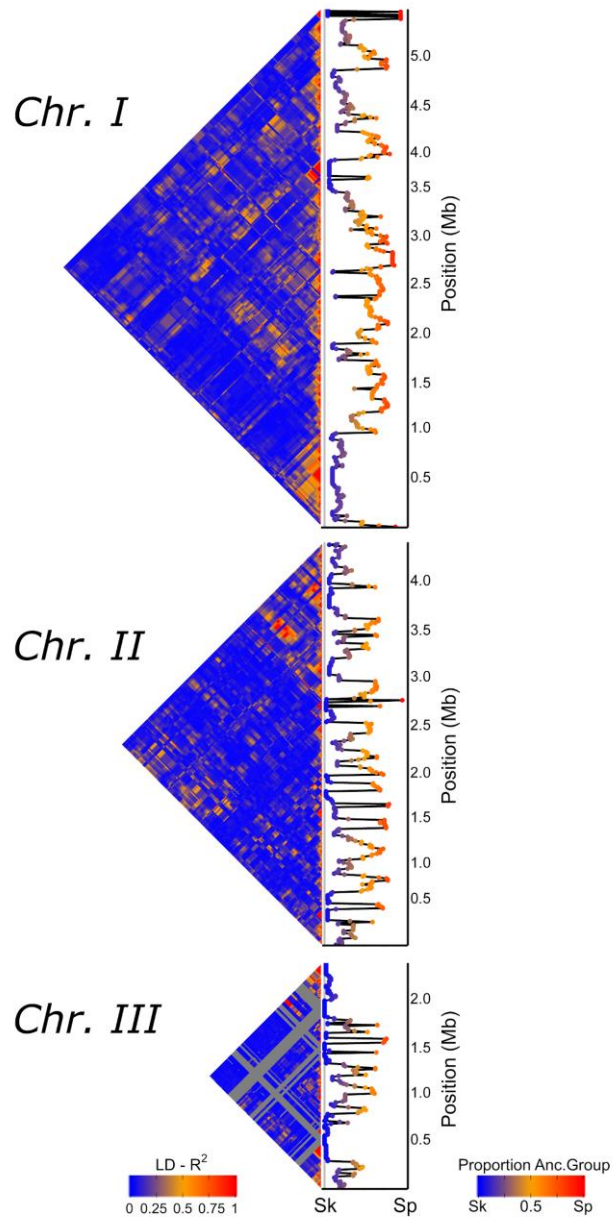 Chr. I
5.0
4.5
4.0
3.5
3.0
2.5
2.0
1.5
1.0
0.5
Position (Mb)
Chr. II
4.0
3.5
3.0
2.5
2.0
1.5
1.0
0.5
Position (Mb)
Chr. III
2.0
1.5
1.0
0.5
Position (Mb)
LD - R²
0 0.25 0.5 0.75 1
Sk Sp
Proportion Anc.Group
Sk 0.5 Sp